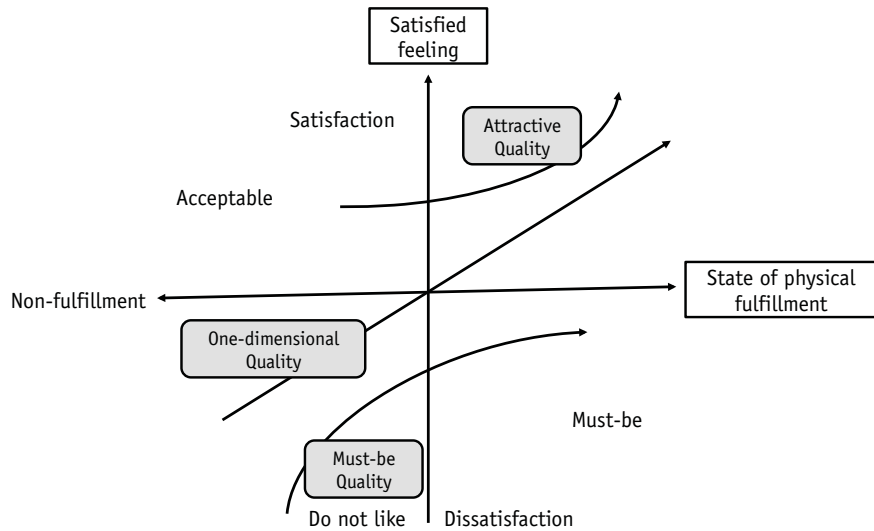 Satisfied
feeling
Satisfaction
Attractive
Quality
Acceptable
Non-fulfillment
State of physical
fulfillment
One-dimensional
Quality
Must-be
Must-be
Quality
Do not like
Dissatisfaction